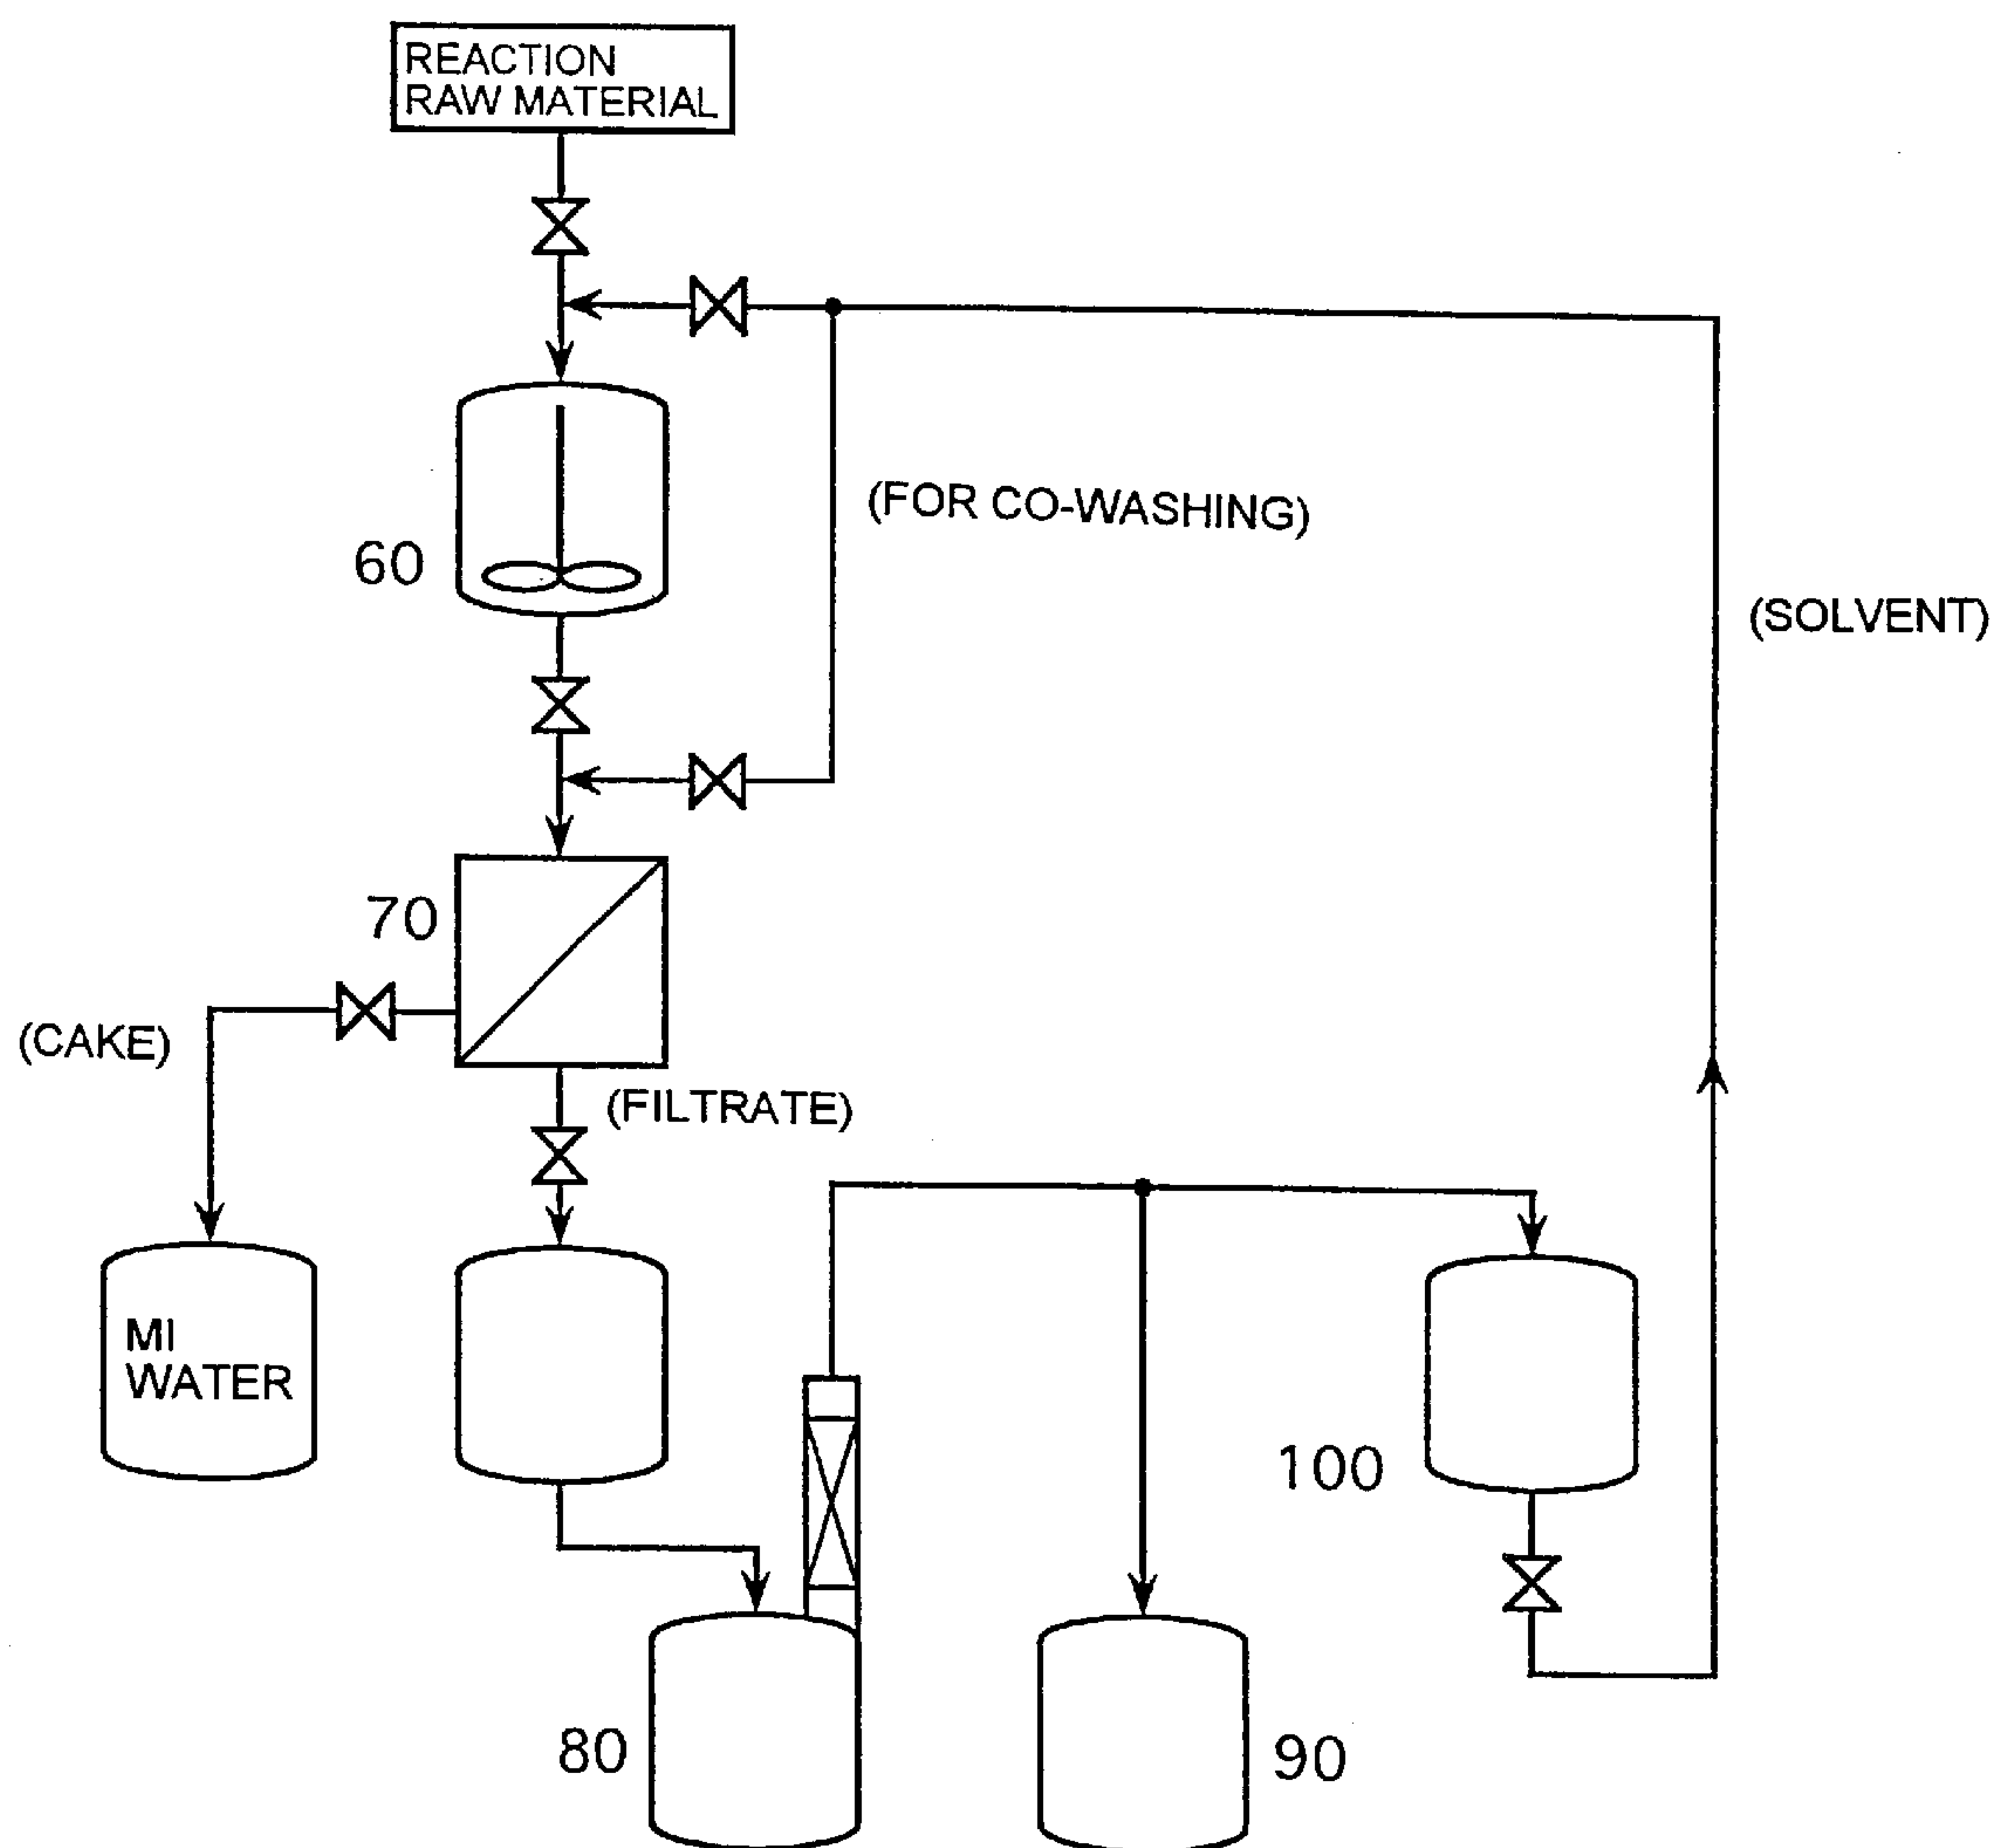 REACTION
RAW MATERIAL
(FOR CO-WASHING)
60
(SOLVENT)
70
(CAKE)
(FILTRATE)
MI
WATER
100
80
90